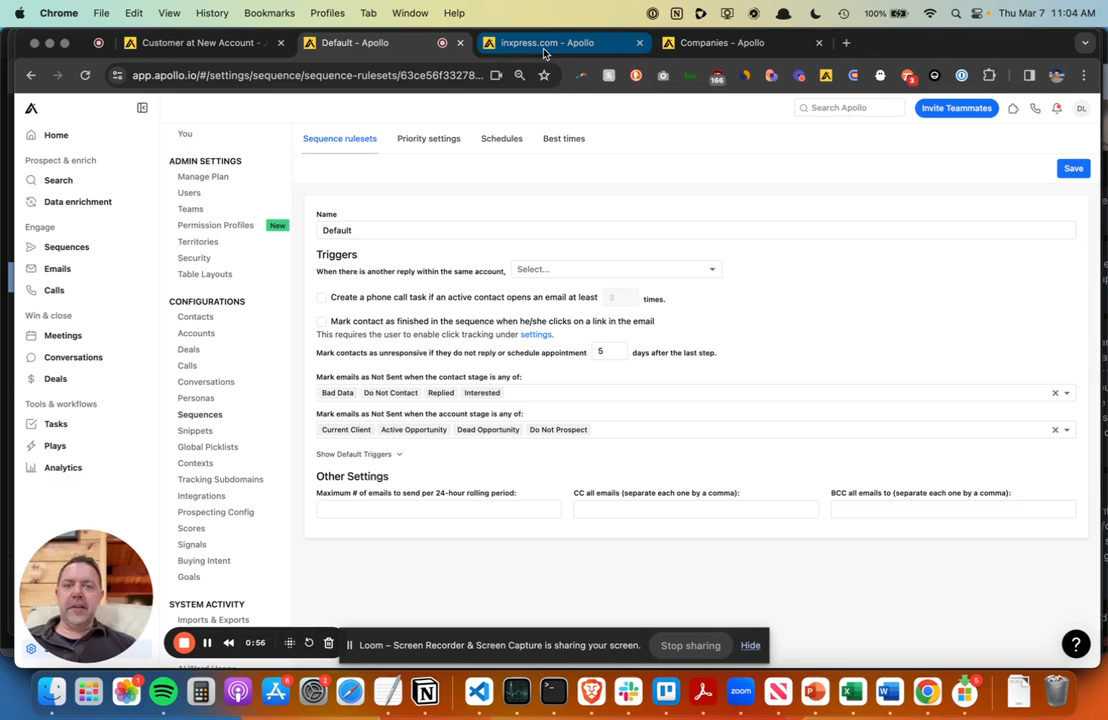 Chrome File Edit View History Bookmarks Profiles Tab Window Help 100% Thu Mar 7 11:04 AM
Customer at New Account - Default - Apollo inxpress.com - Apollo Companies - Apollo
app.apollo.io/#/settings/sequence/sequence-rulesets/63ce56f33278... 166 3
Search Apollo Invite Teammates DL
Home
Prospect & enrich
Search
Data enrichment
Engage
Sequences
Emails
Calls
Win & close
Meetings
Conversations
Deals
Tools & workflows
Tasks
Plays
Analytics
You
ADMIN SETTINGS
Manage Plan
Users
Teams
Permission Profiles New
Territories
Security
Table Layouts
CONFIGURATIONS
Contacts
Accounts
Deals
Calls
Conversations
Personas
Sequences
Snippets
Global Picklists
Contexts
Tracking Subdomains
Integrations
Prospecting Config
Scores
Signals
Buying Intent
Goals
SYSTEM ACTIVITY
Imports & Exports
Sequence rulesets Priority settings Schedules Best times
Save
Name
Default
Triggers
When there is another reply within the same account, Select...
Create a phone call task if an active contact opens an email at least 3 times.
Mark contact as finished in the sequence when he/she clicks on a link in the email
This requires the user to enable click tracking under settings.
Mark contacts as unresponsive if they do not reply or schedule appointment 5 days after the last step.
Mark emails as Not Sent when the contact stage is any of:
Bad Data Do Not Contact Replied Interested
Mark emails as Not Sent when the account stage is any of:
Current Client Active Opportunity Dead Opportunity Do Not Prospect
Show Default Triggers
Other Settings
Maximum # of emails to send per 24-hour rolling period: CC all emails (separate each one by a comma): BCC all emails to (separate each one by a comma):
0:56 Loom – Screen Recorder & Screen Capture is sharing your screen. Stop sharing Hide
?
1 6 2 zoom 5